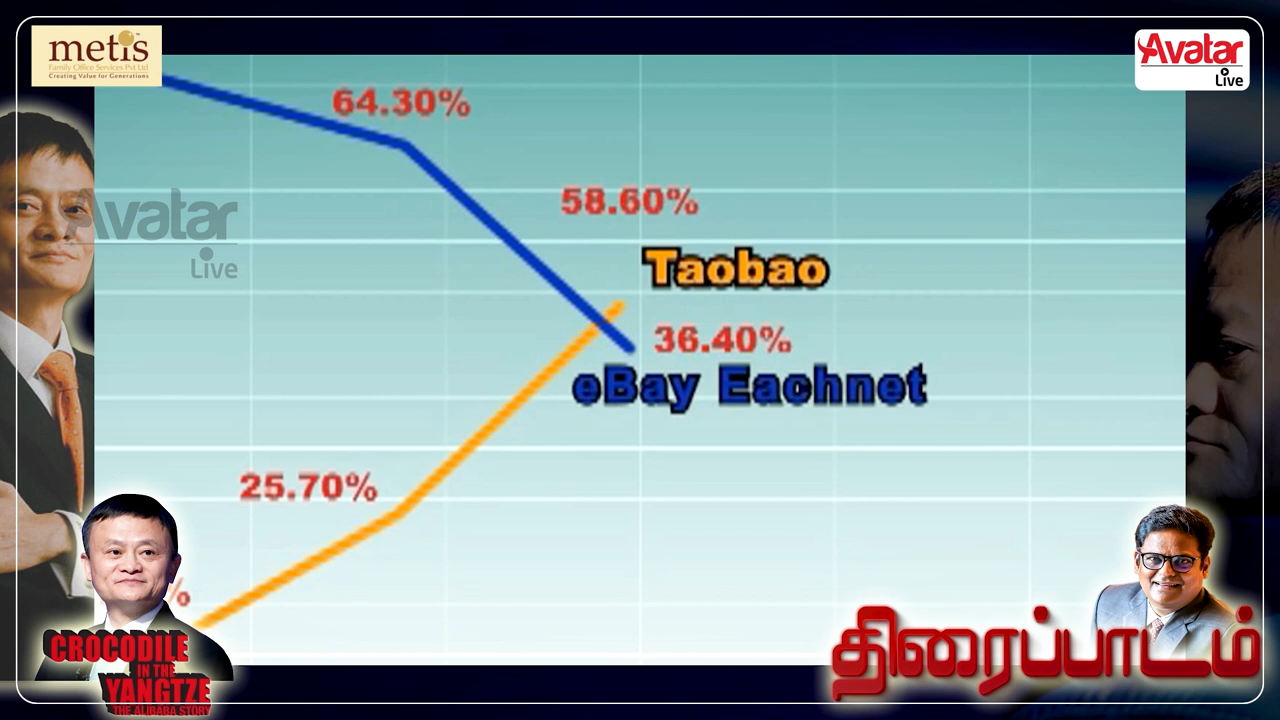 metis
Family Office Services Pvt Ltd
Creating Value for Generations
Avatar
Live
64.30%
58.60%
Avatar
Live
Taobao
36.40%
eBay Eachnet
25.70%
%
CROCODILE
IN THE
YANGTZE
THE ALIBABA STORY
திரைப்பாடம்